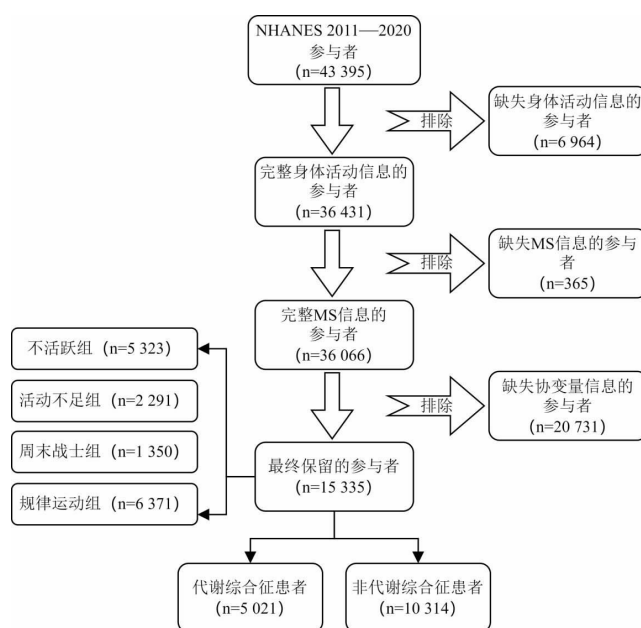 NHANES 2011—2020
参与者
(n=43 395)
排除
缺失身体活动信息的
参与者
(n=6 964)
完整身体活动信息的
参与者
(n=36 431)
排除
缺失MS信息的参与
者
(n=365)
完整MS信息的
参与者
(n=36 066)
排除
缺失协变量信息的
参与者
(n=20 731)
不活跃组（n=5 323）
活动不足组（n=2 291）
周末战士组（n=1 350）
规律运动组（n=6 371）
最终保留的参与者
(n=15 335)
代谢综合征患者
(n=5 021)
非代谢综合征患者
(n=10 314)